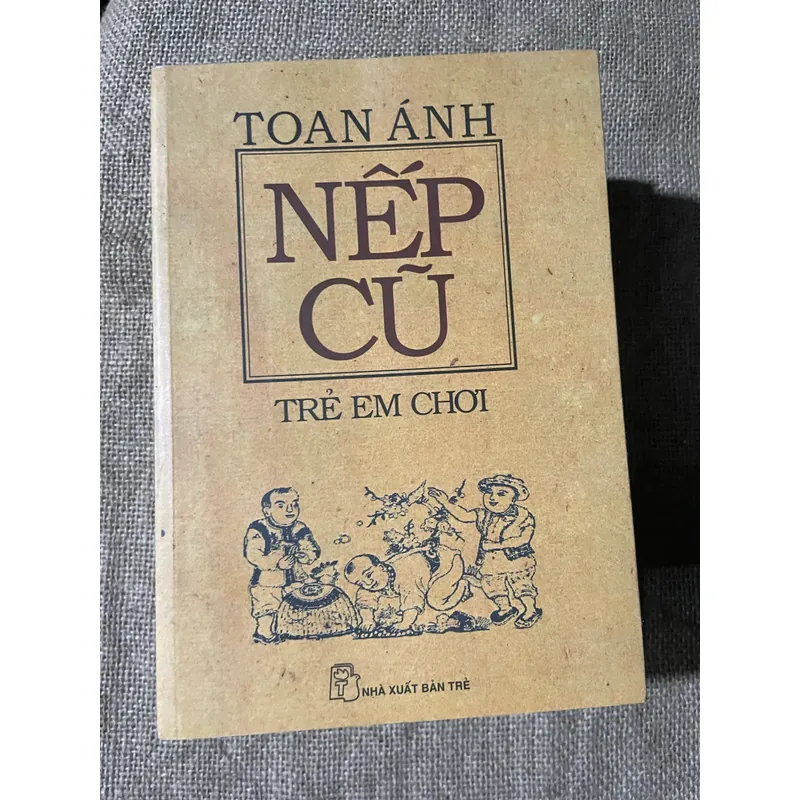 TOAN ÁNH
NẾP
CŨ
TRẺ EM CHƠI
T
NHÀ XUẤT BẢN TRẺ